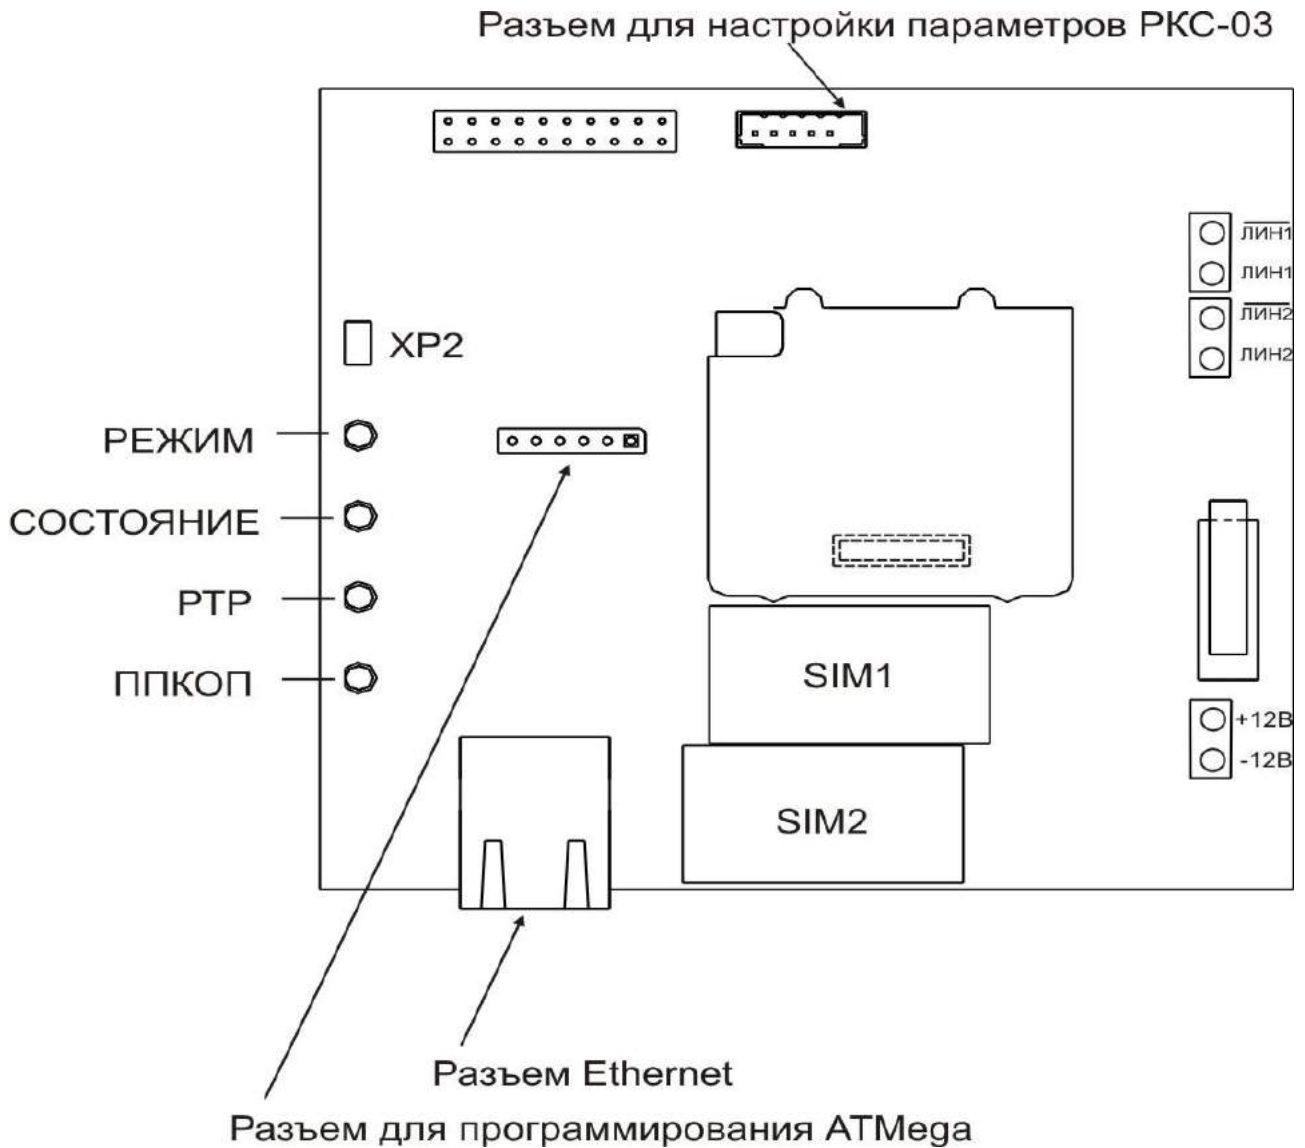 Разъем для настройки параметров РКС-03
ЛИН1
ЛИН1
ЛИН2
ЛИН2
ХР2
РЕЖИМ
СОСТОЯНИЕ
РТР
ППКОП
SIM1
SIM2
+12В
-12В
Разъем Ethernet
Разъем для программирования ATMega